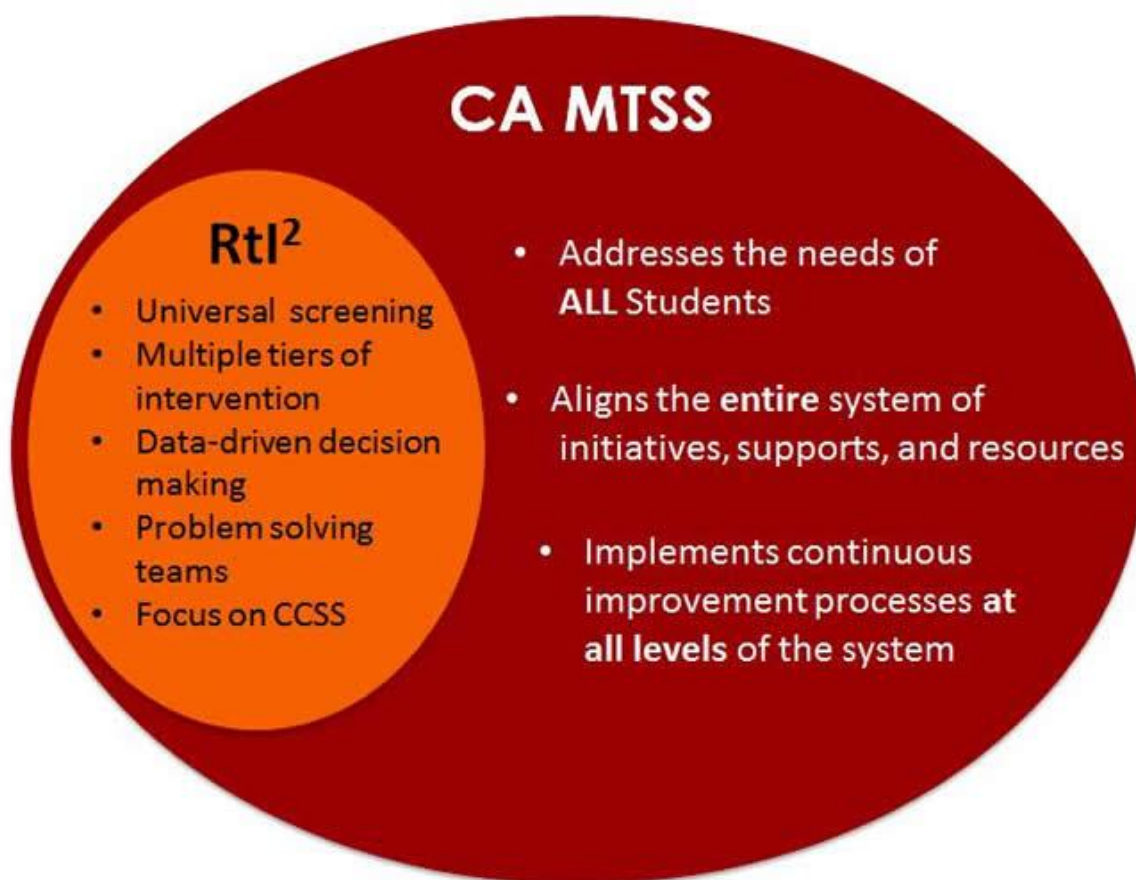 CA MTSS
RtI²
• Universal screening
• Multiple tiers of
intervention
• Data-driven decision
making
• Problem solving
teams
• Focus on CCSS
• Addresses the needs of
ALL Students
• Aligns the entire system of
initiatives, supports, and resources
• Implements continuous
improvement processes at
all levels of the system